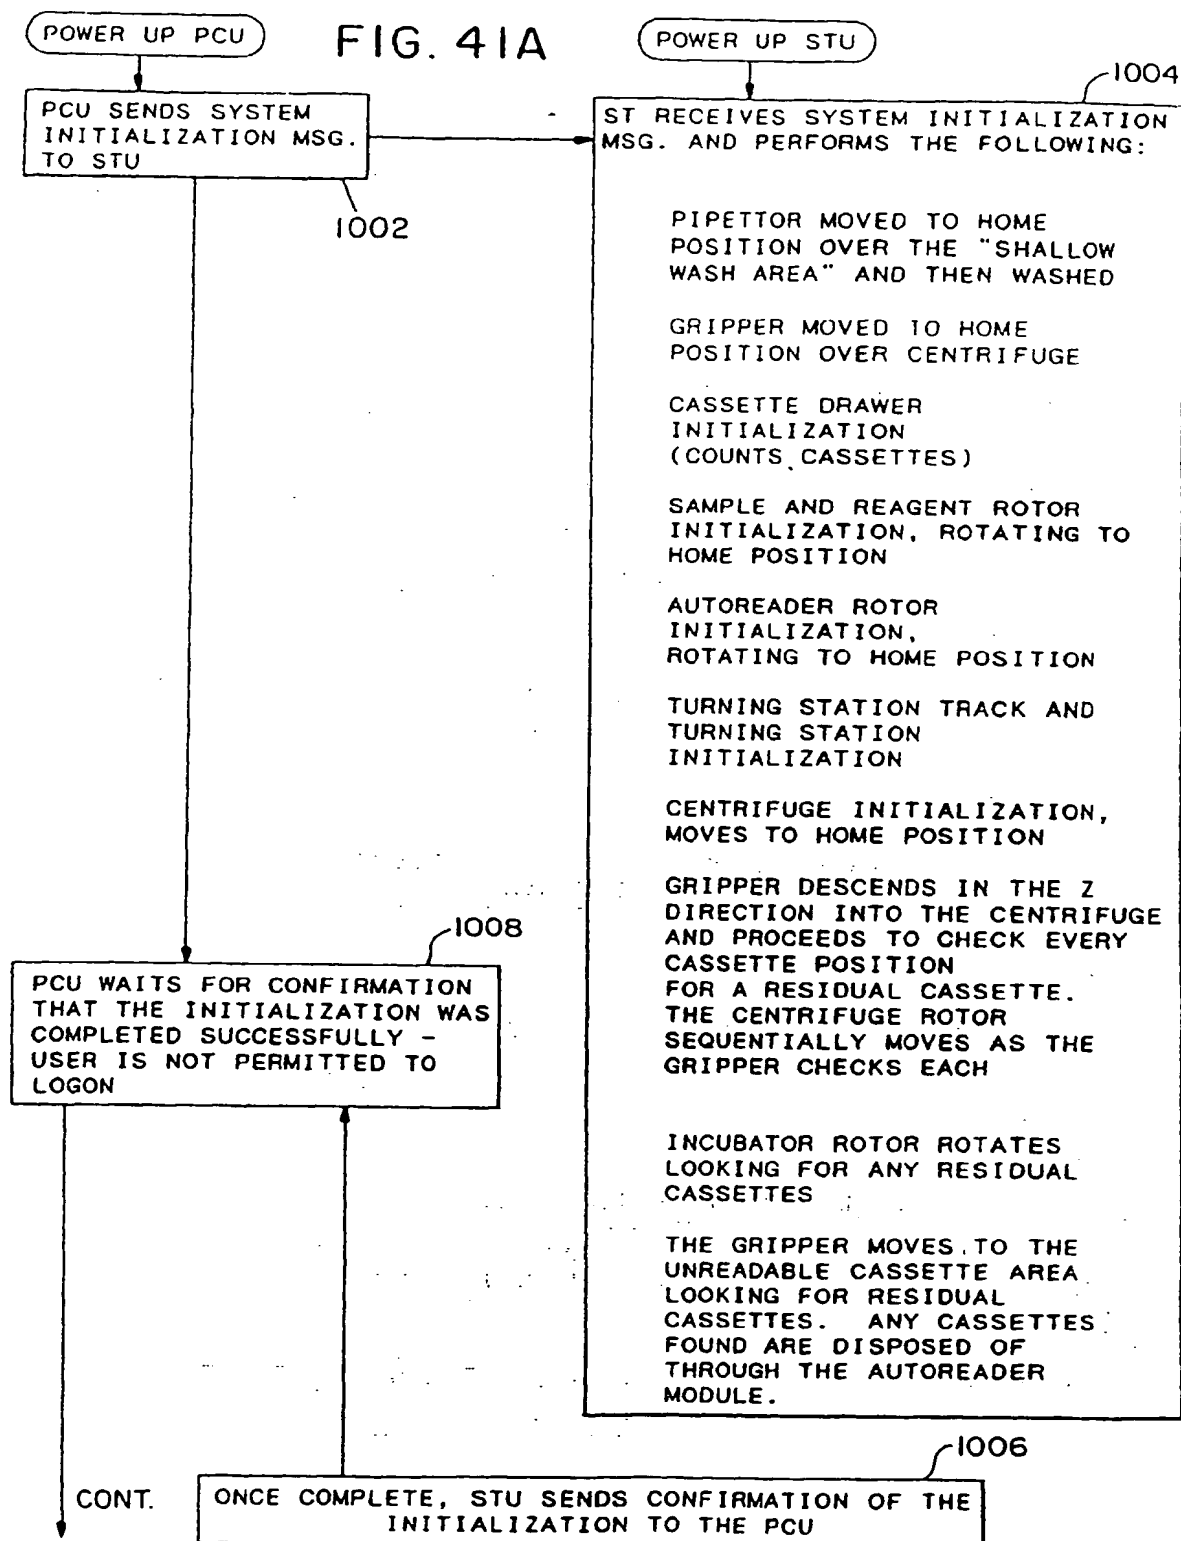 POWER UP PCU
FIG. 41A
POWER UP STU
1004
PCU SENDS SYSTEM
INITIALIZATION MSG.
TO STU
1002
ST RECEIVES SYSTEM INITIALIZATION
MSG. AND PERFORMS THE FOLLOWING:
PIPETTOR MOVED TO HOME
POSITION OVER THE "SHALLOW
WASH AREA" AND THEN WASHED
GRIPPER MOVED TO HOME
POSITION OVER CENTRIFUGE
CASSETTE DRAWER
INITIALIZATION
(COUNTS CASSETTES)
SAMPLE AND REAGENT ROTOR
INITIALIZATION, ROTATING TO
HOME POSITION
AUTOREADER ROTOR
INITIALIZATION,
ROTATING TO HOME POSITION
TURNING STATION TRACK AND
TURNING STATION
INITIALIZATION
CENTRIFUGE INITIALIZATION,
MOVES TO HOME POSITION
GRIPPER DESCENDS IN THE Z
DIRECTION INTO THE CENTRIFUGE
AND PROCEEDS TO CHECK EVERY
CASSETTE POSITION
FOR A RESIDUAL CASSETTE.
THE CENTRIFUGE ROTOR
SEQUENTIALLY MOVES AS THE
GRIPPER CHECKS EACH
INCUBATOR ROTOR ROTATES
LOOKING FOR ANY RESIDUAL
CASSETTES
THE GRIPPER MOVES TO THE
UNREADABLE CASSETTE AREA
LOOKING FOR RESIDUAL
CASSETTES. ANY CASSETTES
FOUND ARE DISPOSED OF
THROUGH THE AUTOREADER
MODULE.
1008
PCU WAITS FOR CONFIRMATION
THAT THE INITIALIZATION WAS
COMPLETED SUCCESSFULLY -
USER IS NOT PERMITTED TO
LOGON
1006
CONT.
ONCE COMPLETE, STU SENDS CONFIRMATION OF THE
INITIALIZATION TO THE PCU